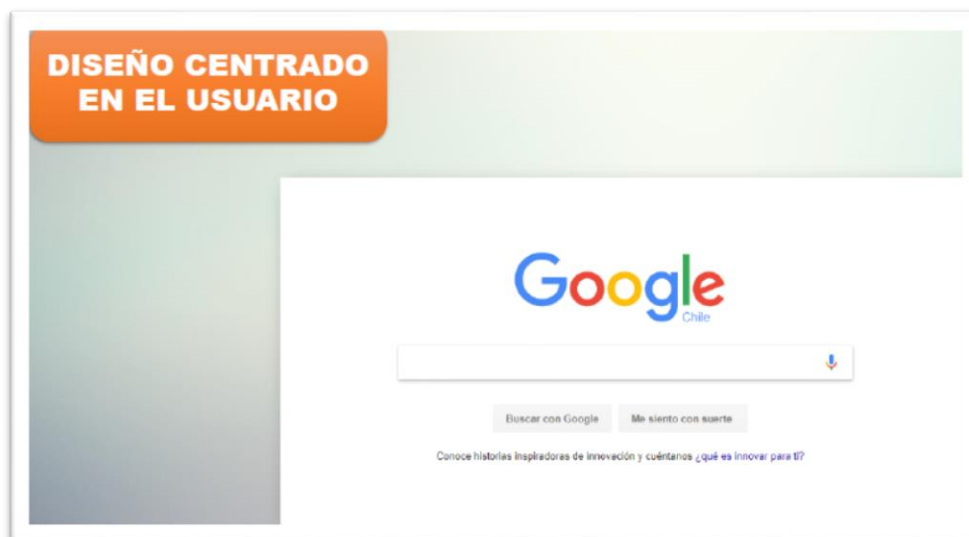 DISEÑO CENTRADO
EN EL USUARIO
Google
Chile
Buscar con Google Me siento con suerte
Conoce historias inspiradoras de innovación y cuéntanos ¿qué es innovar para ti?